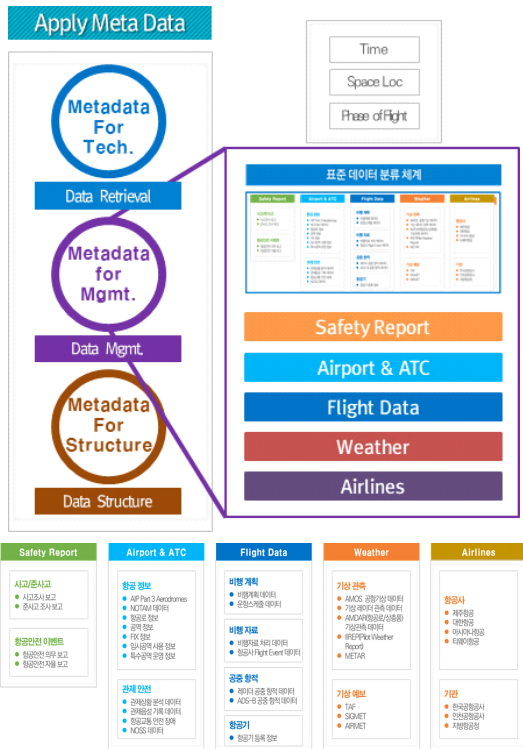 Apply Meta Data
Metadata
For
Tech.
Data Retrieval
Metadata
for
Mgmt.
Data Mgmt.
Metadata
For
Structure
Data Structure
Time
Space Loc
Phase of Flight
표준 데이터 분류 체계
Safety Report
Airport & ATC
Flight Data
Weather
Airlines
Safety Report
Airport & ATC
Flight Data
Weather
Airlines
Safety Report
사고/준사고
사고조사 보고
준사고 조사 보고
항공안전 이벤트
항공안전 의무 보고
항공안전 자율 보고
Airport & ATC
항공 정보
AIP Part 3 Aerodromes
NOTAM 데이터
항공로 정보
공역 정보
FIX 정보
임시공역 사용 정보
특수공역 운영 정보
관제 안전
관제상황 분석 데이터
관제음성 기록 데이터
항공교통 안전 장애
NOSS 데이터
Flight Data
비행 계획
비행계획 데이터
운항스케줄 데이터
비행 자료
비행자료 처리 데이터
항공사 Flight Event 데이터
공중 항적
레이더 공중 항적 데이터
ADS-B 공중 항적 데이터
항공기
항공기 등록 정보
Weather
기상 관측
AMOS 공항기상 데이터
기상 레이더 관측 데이터
AMDAR(항공로/상층풍)
기상관측 데이터
IIREP(Pilot Weather
Report)
METAR
기상 예보
TAF
SIGMET
AIRMET
Airlines
항공사
제주항공
대한항공
아시아나항공
티웨이항공
기관
한국공항공사
인천공항공사
지방항공청